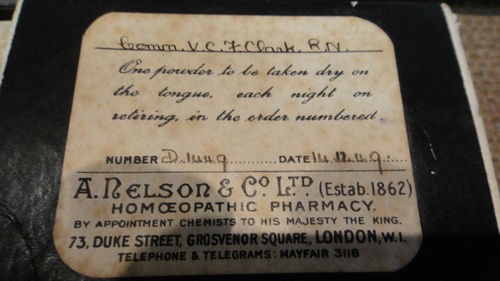 Comm. V. C. F. Clark. R.N.
One powder to be taken dry on
the tongue, each night on
retiring, in the order numbered.
NUMBER D.1449 DATE 14.12.49
A. NELSON & Cº LTD. (Estab. 1862)
HOMŒOPATHIC PHARMACY,
BY APPOINTMENT CHEMISTS TO HIS MAJESTY THE KING.
73, DUKE STREET, GROSVENOR SQUARE, LONDON, W.1.
TELEPHONE & TELEGRAMS: MAYFAIR 3118